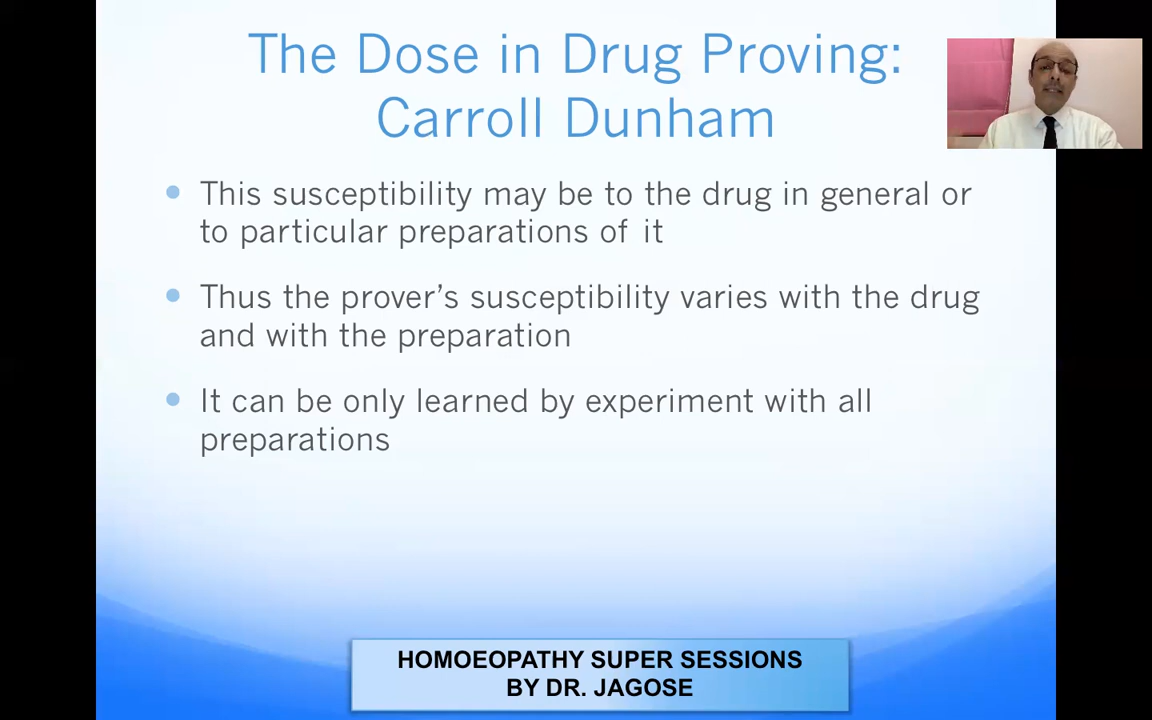 The Dose in Drug Proving:
Carroll Dunham
This susceptibility may be to the drug in general or
to particular preparations of it
Thus the prover’s susceptibility varies with the drug
and with the preparation
It can be only learned by experiment with all
preparations
HOMOEOPATHY SUPER SESSIONS
BY DR. JAGOSE